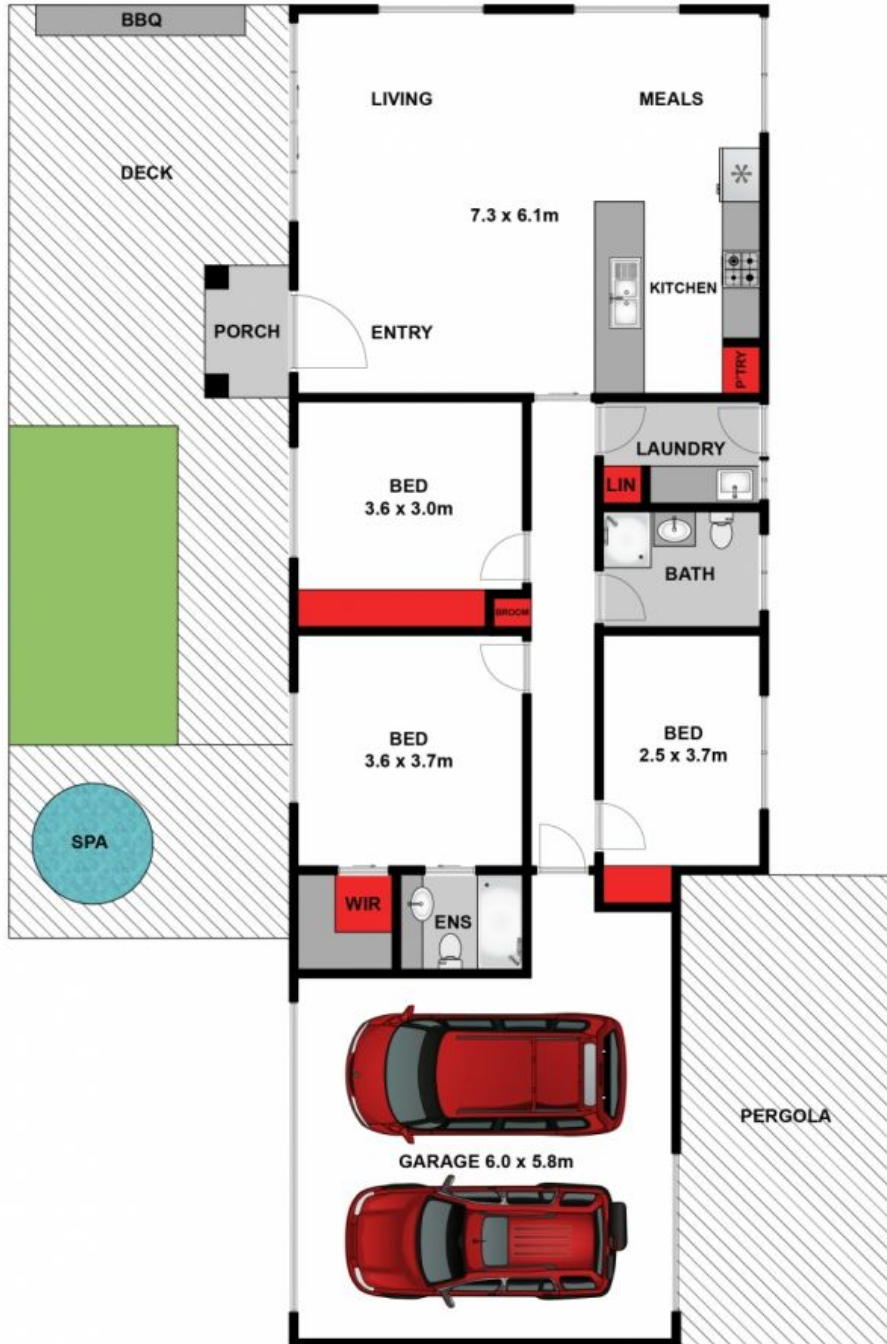 BBQ
LIVING
MEALS
DECK
7.3 x 6.1m
KITCHEN
PORCH
ENTRY
P'TRY
LAUNDRY
BED
3.6 x 3.0m
LIN
BATH
BROOM
BED
3.6 x 3.7m
BED
2.5 x 3.7m
SPA
WIR
ENS
PERGOLA
GARAGE 6.0 x 5.8m